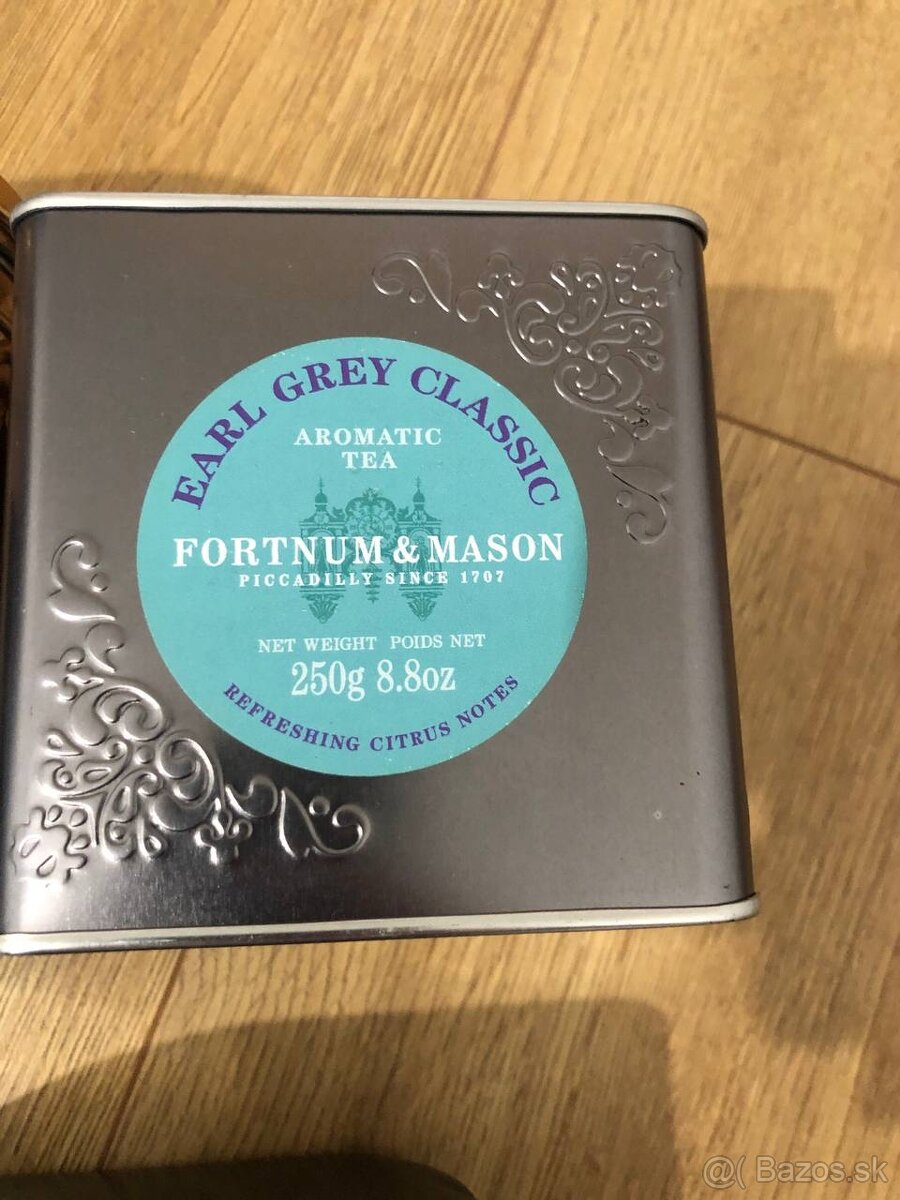 EARL GREY CLASSIC
AROMATIC
TEA
FORTNUM & MASON
PICCADILLY SINCE 1707
NET WEIGHT POIDS NET
250g 8.8oz
REFRESHING CITRUS NOTES
@( Bazos.sk